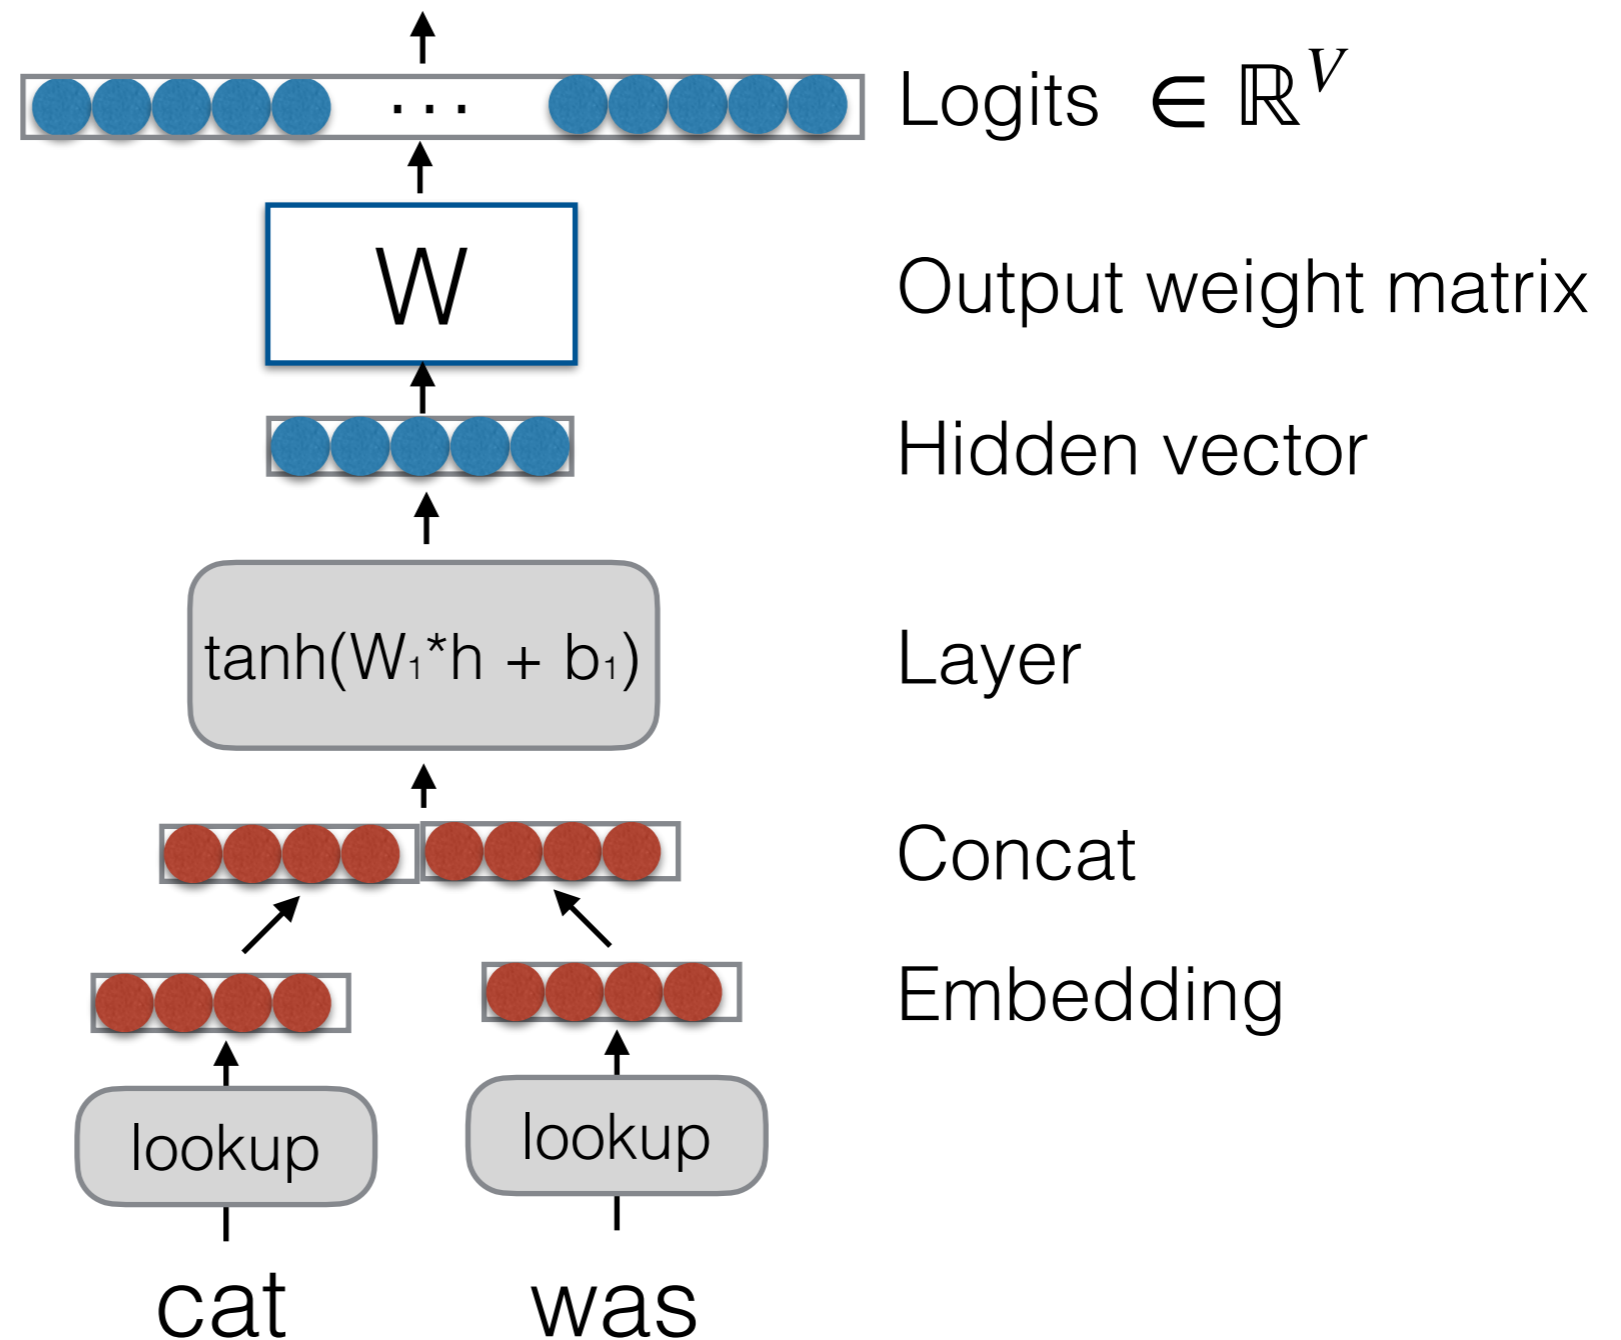 ··· Logits ∈ ℝ^V
W Output weight matrix
Hidden vector
tanh(W₁*h + b₁) Layer
Concat
Embedding
lookup lookup
cat was